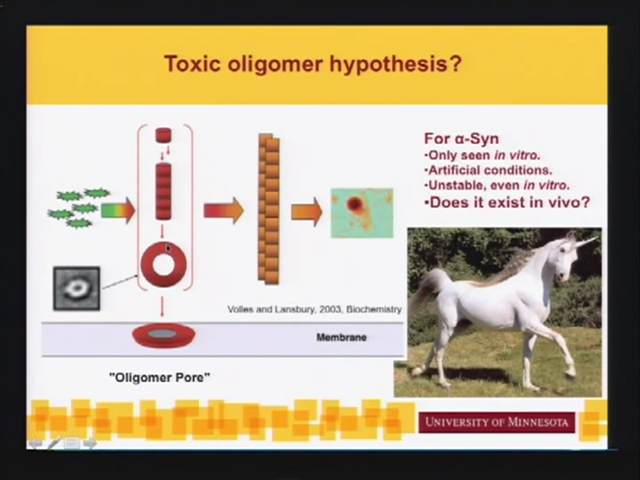 Toxic oligomer hypothesis?
For α-Syn
•Only seen in vitro.
•Artificial conditions.
•Unstable, even in vitro.
•Does it exist in vivo?
Volles and Lansbury, 2003, Biochemistry
Membrane
"Oligomer Pore"
UNIVERSITY OF MINNESOTA